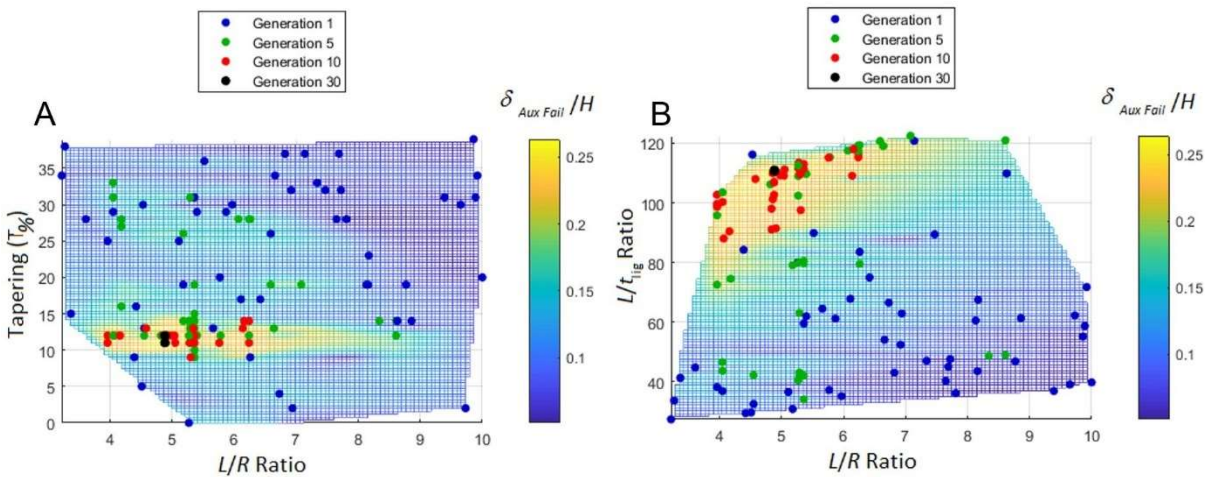 Generation 1
Generation 5
Generation 10
Generation 30
A
δ Aux Fail /H
Tapering (T%)
35
30
25
20
15
10
5
0
4 5 6 7 8 9 10
L/R Ratio
0.25
0.2
0.15
0.1
Generation 1
Generation 5
Generation 10
Generation 30
B
δ Aux Fail /H
L/tlig Ratio
120
100
80
60
40
4 5 6 7 8 9 10
L/R Ratio
0.25
0.2
0.15
0.1